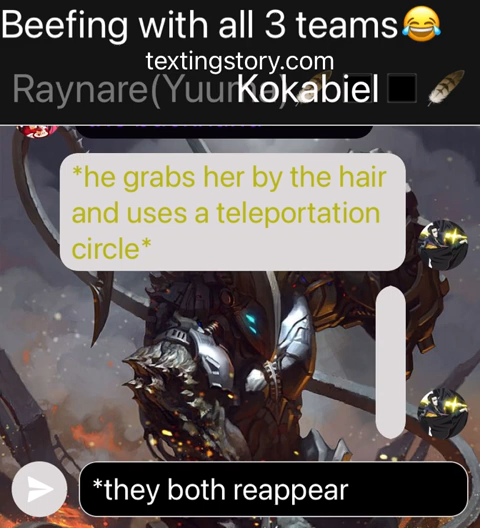 Beefing with all 3 teams😂
textingstory.com
Raynare(Yuuma) Kokabiel
*he grabs her by the hair
and uses a teleportation
circle*
*they both reappear